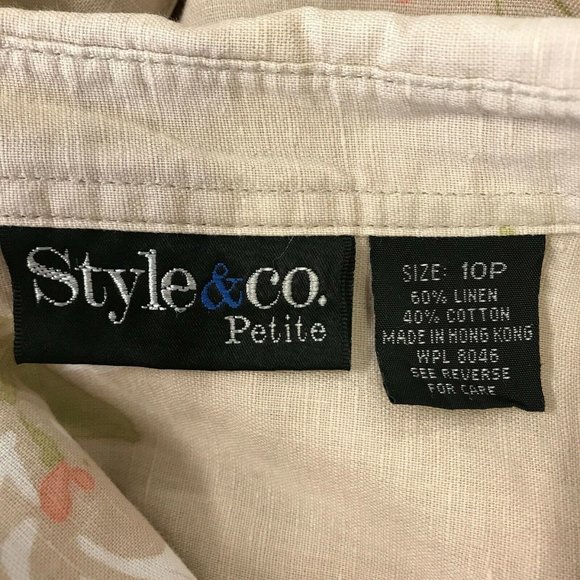 Style&co.
Petite
SIZE: 10P
60% LINEN
40% COTTON
MADE IN HONG KONG
WPL 8046
SEE REVERSE
FOR CARE